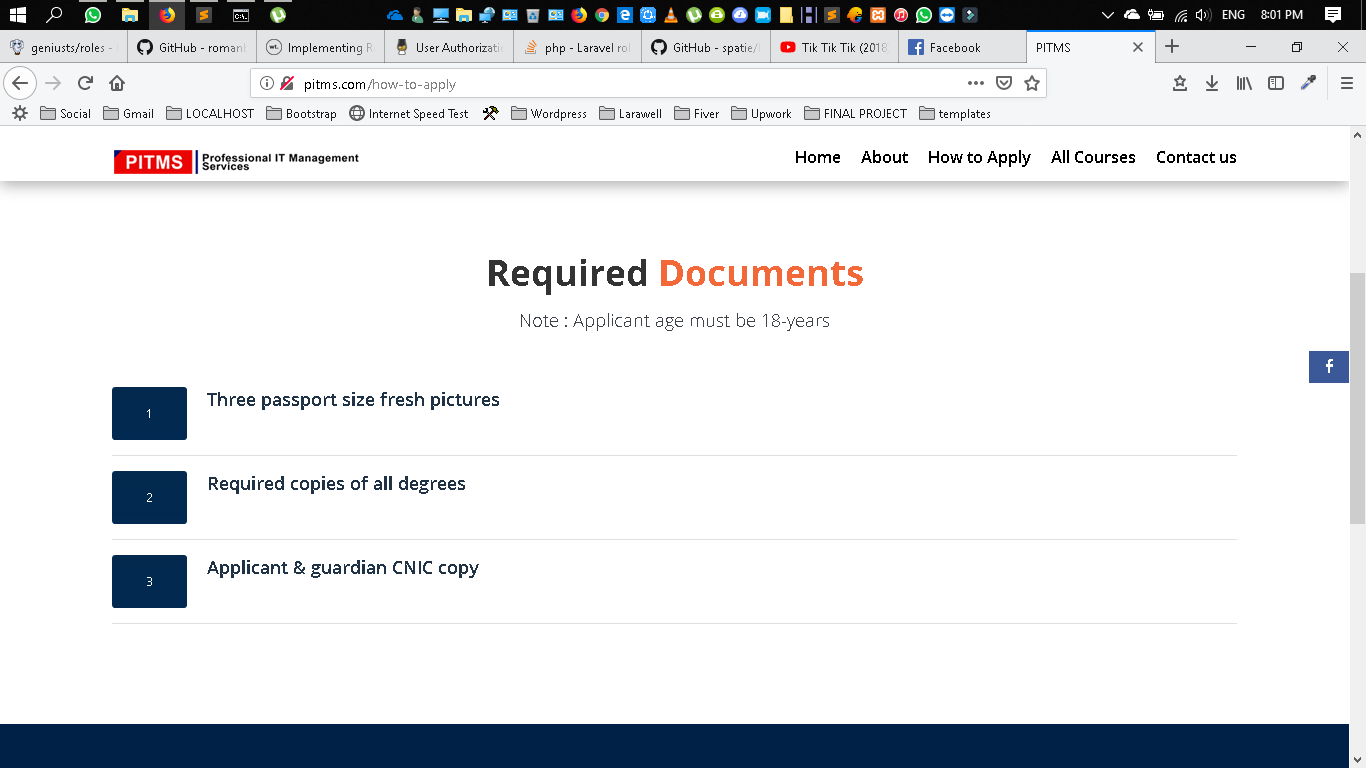 ENG 8:01 PM
geniusts/roles -
GitHub - roman
Implementing R
User Authorizati
php - Laravel rol
GitHub - spatie/l
Tik Tik Tik (2018
Facebook
PITMS
pitms.com/how-to-apply
Social Gmail LOCALHOST Bootstrap Internet Speed Test Wordpress Larawell Fiver Upwork FINAL PROJECT templates
PITMS Professional IT Management
Services
Home About How to Apply All Courses Contact us
Required Documents
Note : Applicant age must be 18-years
1 Three passport size fresh pictures
2 Required copies of all degrees
3 Applicant & guardian CNIC copy